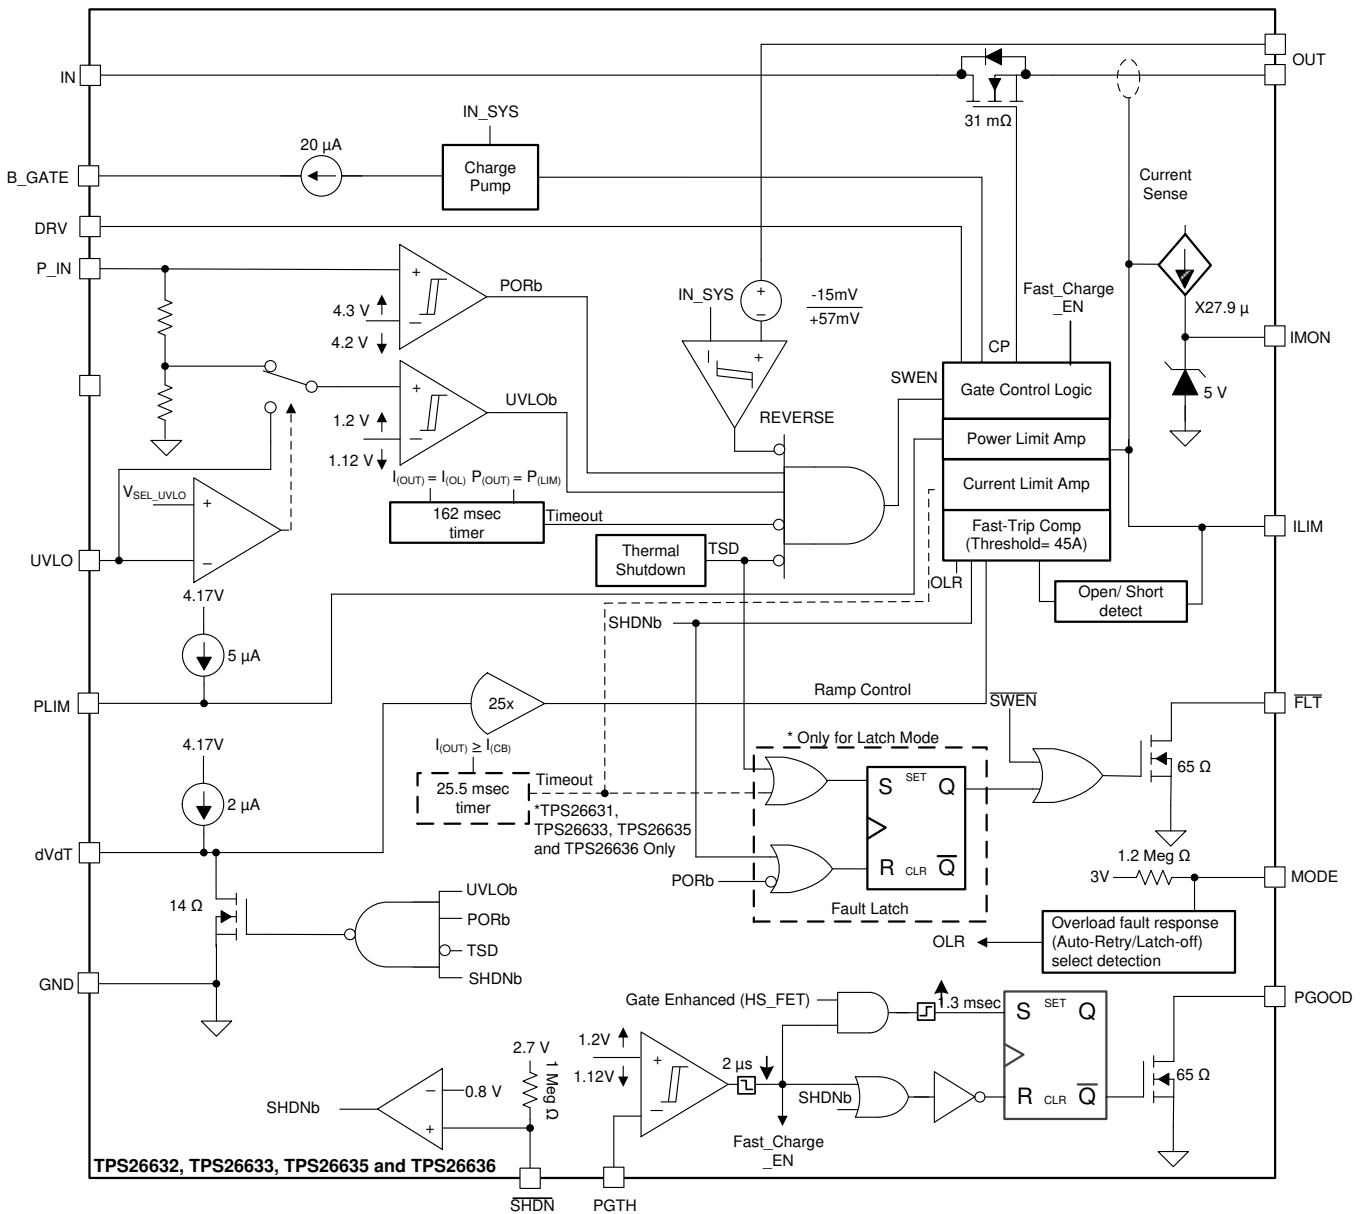 OUT
IN
31 mΩ
IN_SYS
20 µA
Charge
Pump
B_GATE
Current
Sense
DRV
P_IN
+
PORb
4.3 V
−
4.2 V
IN_SYS
+
−
-15mV
+57mV
Fast_Charge
_EN
X27.9 µ
IMON
CP
−
+
SWEN
Gate Control Logic
5 V
+
UVLOb
1.2 V
−
1.12 V
REVERSE
Power Limit Amp
I(OUT) = I(OL)
P(OUT) = P(LIM)
Current Limit Amp
VSEL_UVLO
+
−
162 msec
timer
Timeout
Fast-Trip Comp
(Threshold= 45A)
ILIM
UVLO
Thermal
Shutdown
TSD
OLR
Open/ Short
detect
4.17V
SHDNb
5 µA
PLIM
25x
Ramp Control
SWEN
FLT
4.17V
I(OUT) ≥ I(CB)
* Only for Latch Mode
65 Ω
25.5 msec
timer
Timeout
S
SET
Q
2 µA
*TPS26631,
TPS26633, TPS26635
and TPS26636 Only
dVdT
R
CLR
Q
PORb
1.2 Meg Ω
3V
MODE
14 Ω
UVLOb
PORb
TSD
SHDNb
Fault Latch
OLR
Overload fault response
(Auto-Retry/Latch-off)
select detection
GND
Gate Enhanced (HS_FET)
1.3 msec
S
SET
Q
PGOOD
2.7 V
1.2V
+
1.12V
−
2 µs
65 Ω
1 Meg Ω
−
0.8 V
SHDNb
+
SHDNb
R
CLR
Q
Fast_Charge
_EN
TPS26632, TPS26633, TPS26635 and TPS26636
SHDN
PGTH